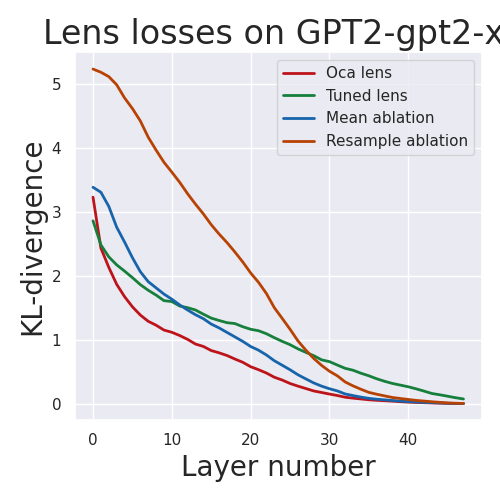 Lens losses on GPT2-gpt2-x
Oca lens
Tuned lens
Mean ablation
Resample ablation
KL-divergence
5
4
3
2
1
0
0 10 20 30 40
Layer number